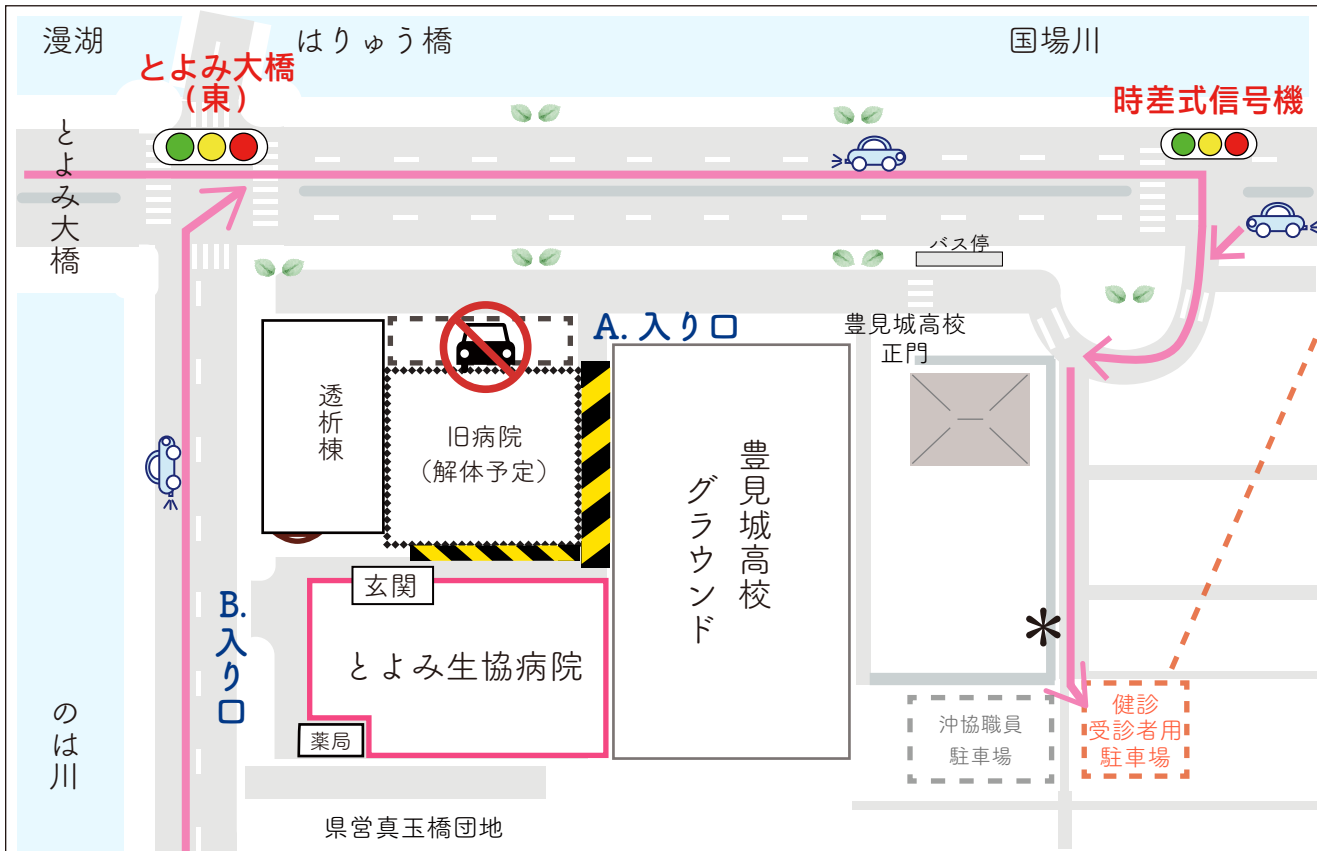 漫湖
はりゅう橋
国場川
とよみ大橋
（東）
時差式信号機
とよみ大橋
バス停
A. 入り口
豊見城高校
正門
透析棟
旧病院
（解体予定）
豊見城高校
グラウンド
玄関
B.
入り口
とよみ生協病院
薬局
のは川
沖協職員
駐車場
健診
受診者用
駐車場
＊
県営真玉橋団地